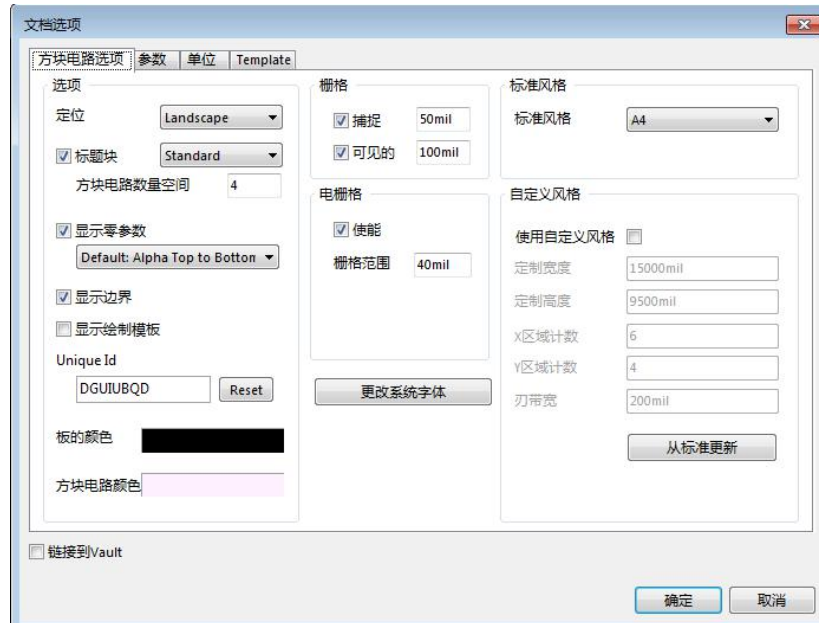 文档选项
方块电路选项 参数 单位 Template
选项
定位 Landscape
标题块 Standard
方块电路数量空间 4
显示零参数
Default: Alpha Top to Botton
显示边界
显示绘制模板
Unique Id
DGUIUBQD Reset
板的颜色
方块电路颜色
栅格
捕捉 50mil
可见的 100mil
电栅格
使能
栅格范围 40mil
更改系统字体
标准风格
标准风格 A4
自定义风格
使用自定义风格
定制宽度 15000mil
定制高度 9500mil
X区域计数 6
Y区域计数 4
刃带宽 200mil
从标准更新
链接到Vault
确定 取消